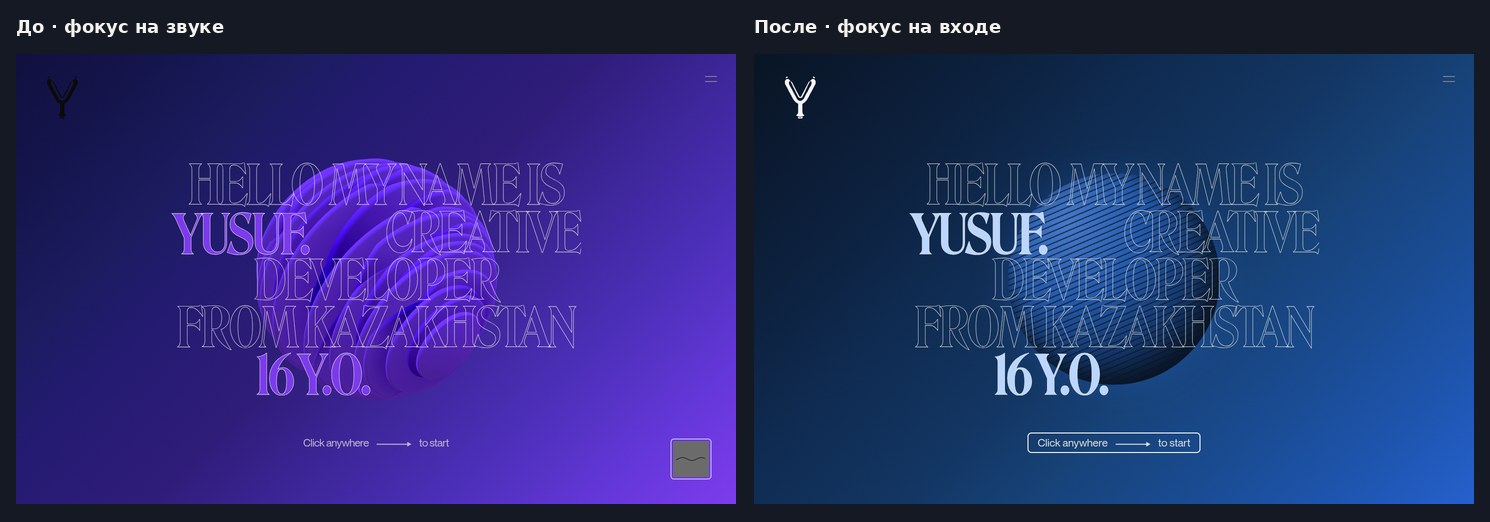 До · фокус на звуке
HELLO MY NAME IS
YUSUF. CREATIVE
DEVELOPER
FROM KAZAKHSTAN
16 Y.O.
Click anywhere → to start
После · фокус на входе
HELLO MY NAME IS
YUSUF. CREATIVE
DEVELOPER
FROM KAZAKHSTAN
16 Y.O.
Click anywhere → to start